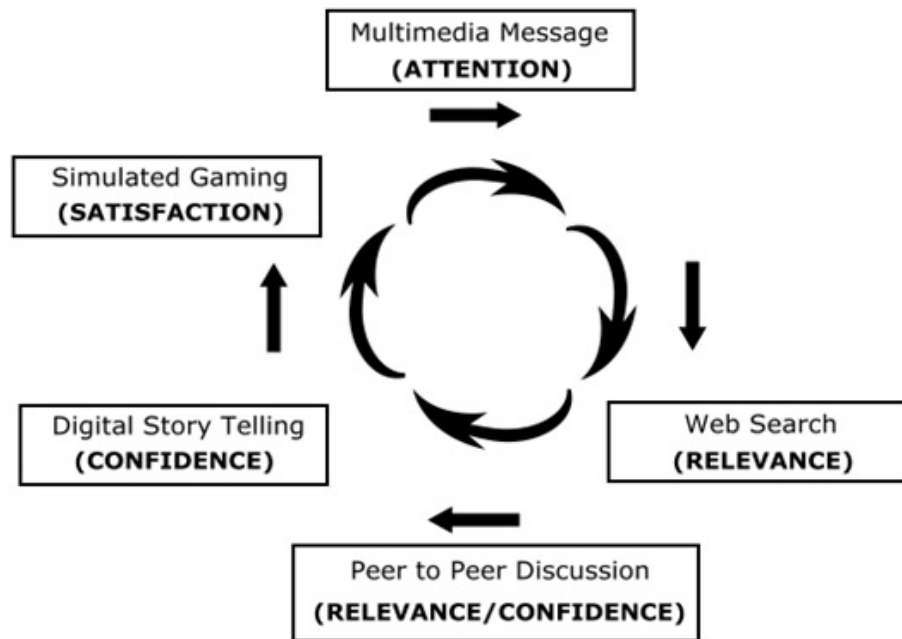 Multimedia Message
(ATTENTION)
Simulated Gaming
(SATISFACTION)
Digital Story Telling
(CONFIDENCE)
Web Search
(RELEVANCE)
Peer to Peer Discussion
(RELEVANCE/CONFIDENCE)